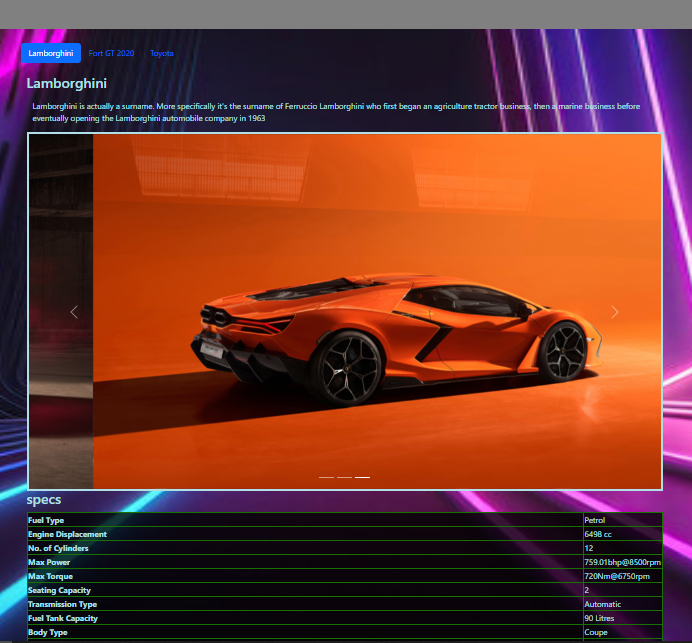 Lamborghini Fort GT 2020 Toyota
Lamborghini
Lamborghini is actually a surname. More specifically it's the surname of Ferruccio Lamborghini who first began an agriculture tractor business, then a marine business before
eventually opening the Lamborghini automobile company in 1963
specs
Fuel Type Petrol
Engine Displacement 6498 cc
No. of Cylinders 12
Max Power 759.01bhp@8500rpm
Max Torque 720Nm@6750rpm
Seating Capacity 2
Transmission Type Automatic
Fuel Tank Capacity 90 Litres
Body Type Coupe